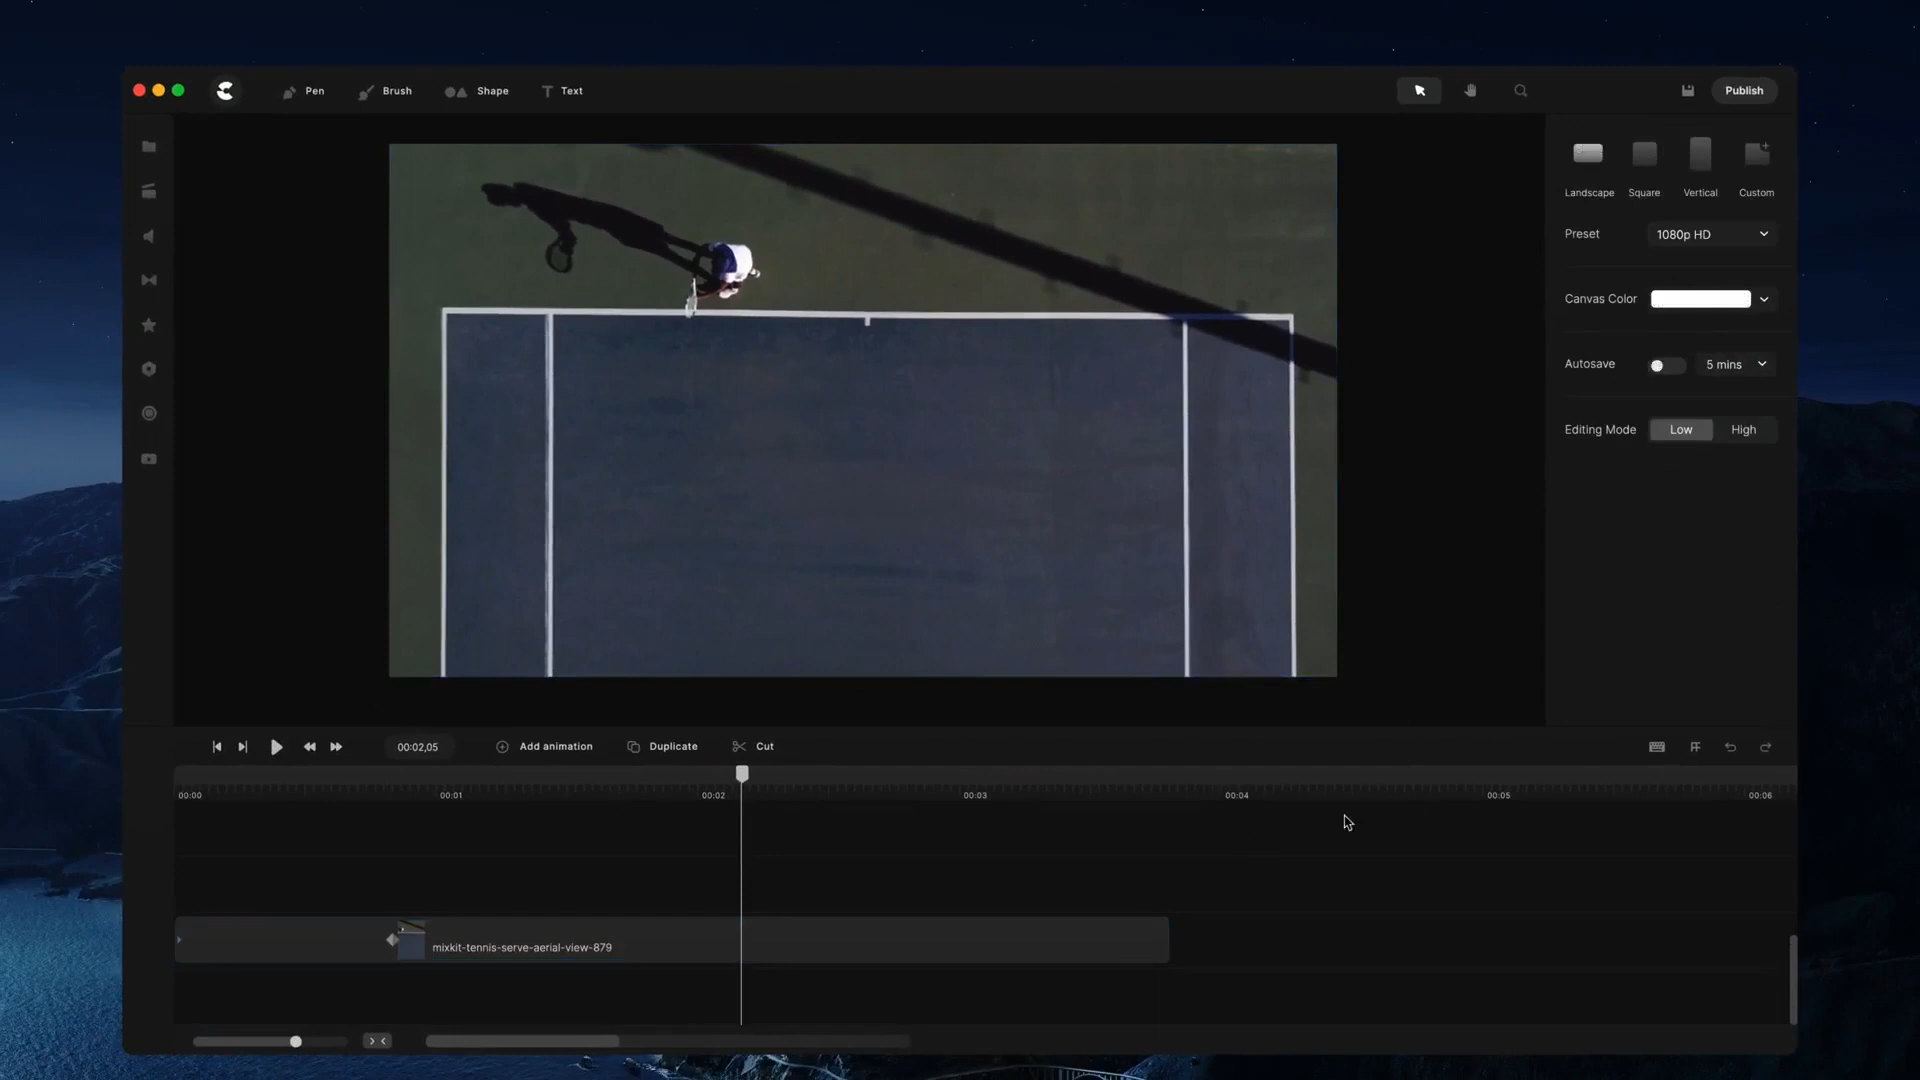 Pen Brush Shape Text Publish
Landscape Square Vertical Custom
Preset 1080p HD
Canvas Color
Autosave 5 mins
Editing Mode Low High
00:02,05 Add animation Duplicate Cut
00:00 00:01 00:02 00:03 00:04 00:05 00:06
mixkit-tennis-serve-aerial-view-879